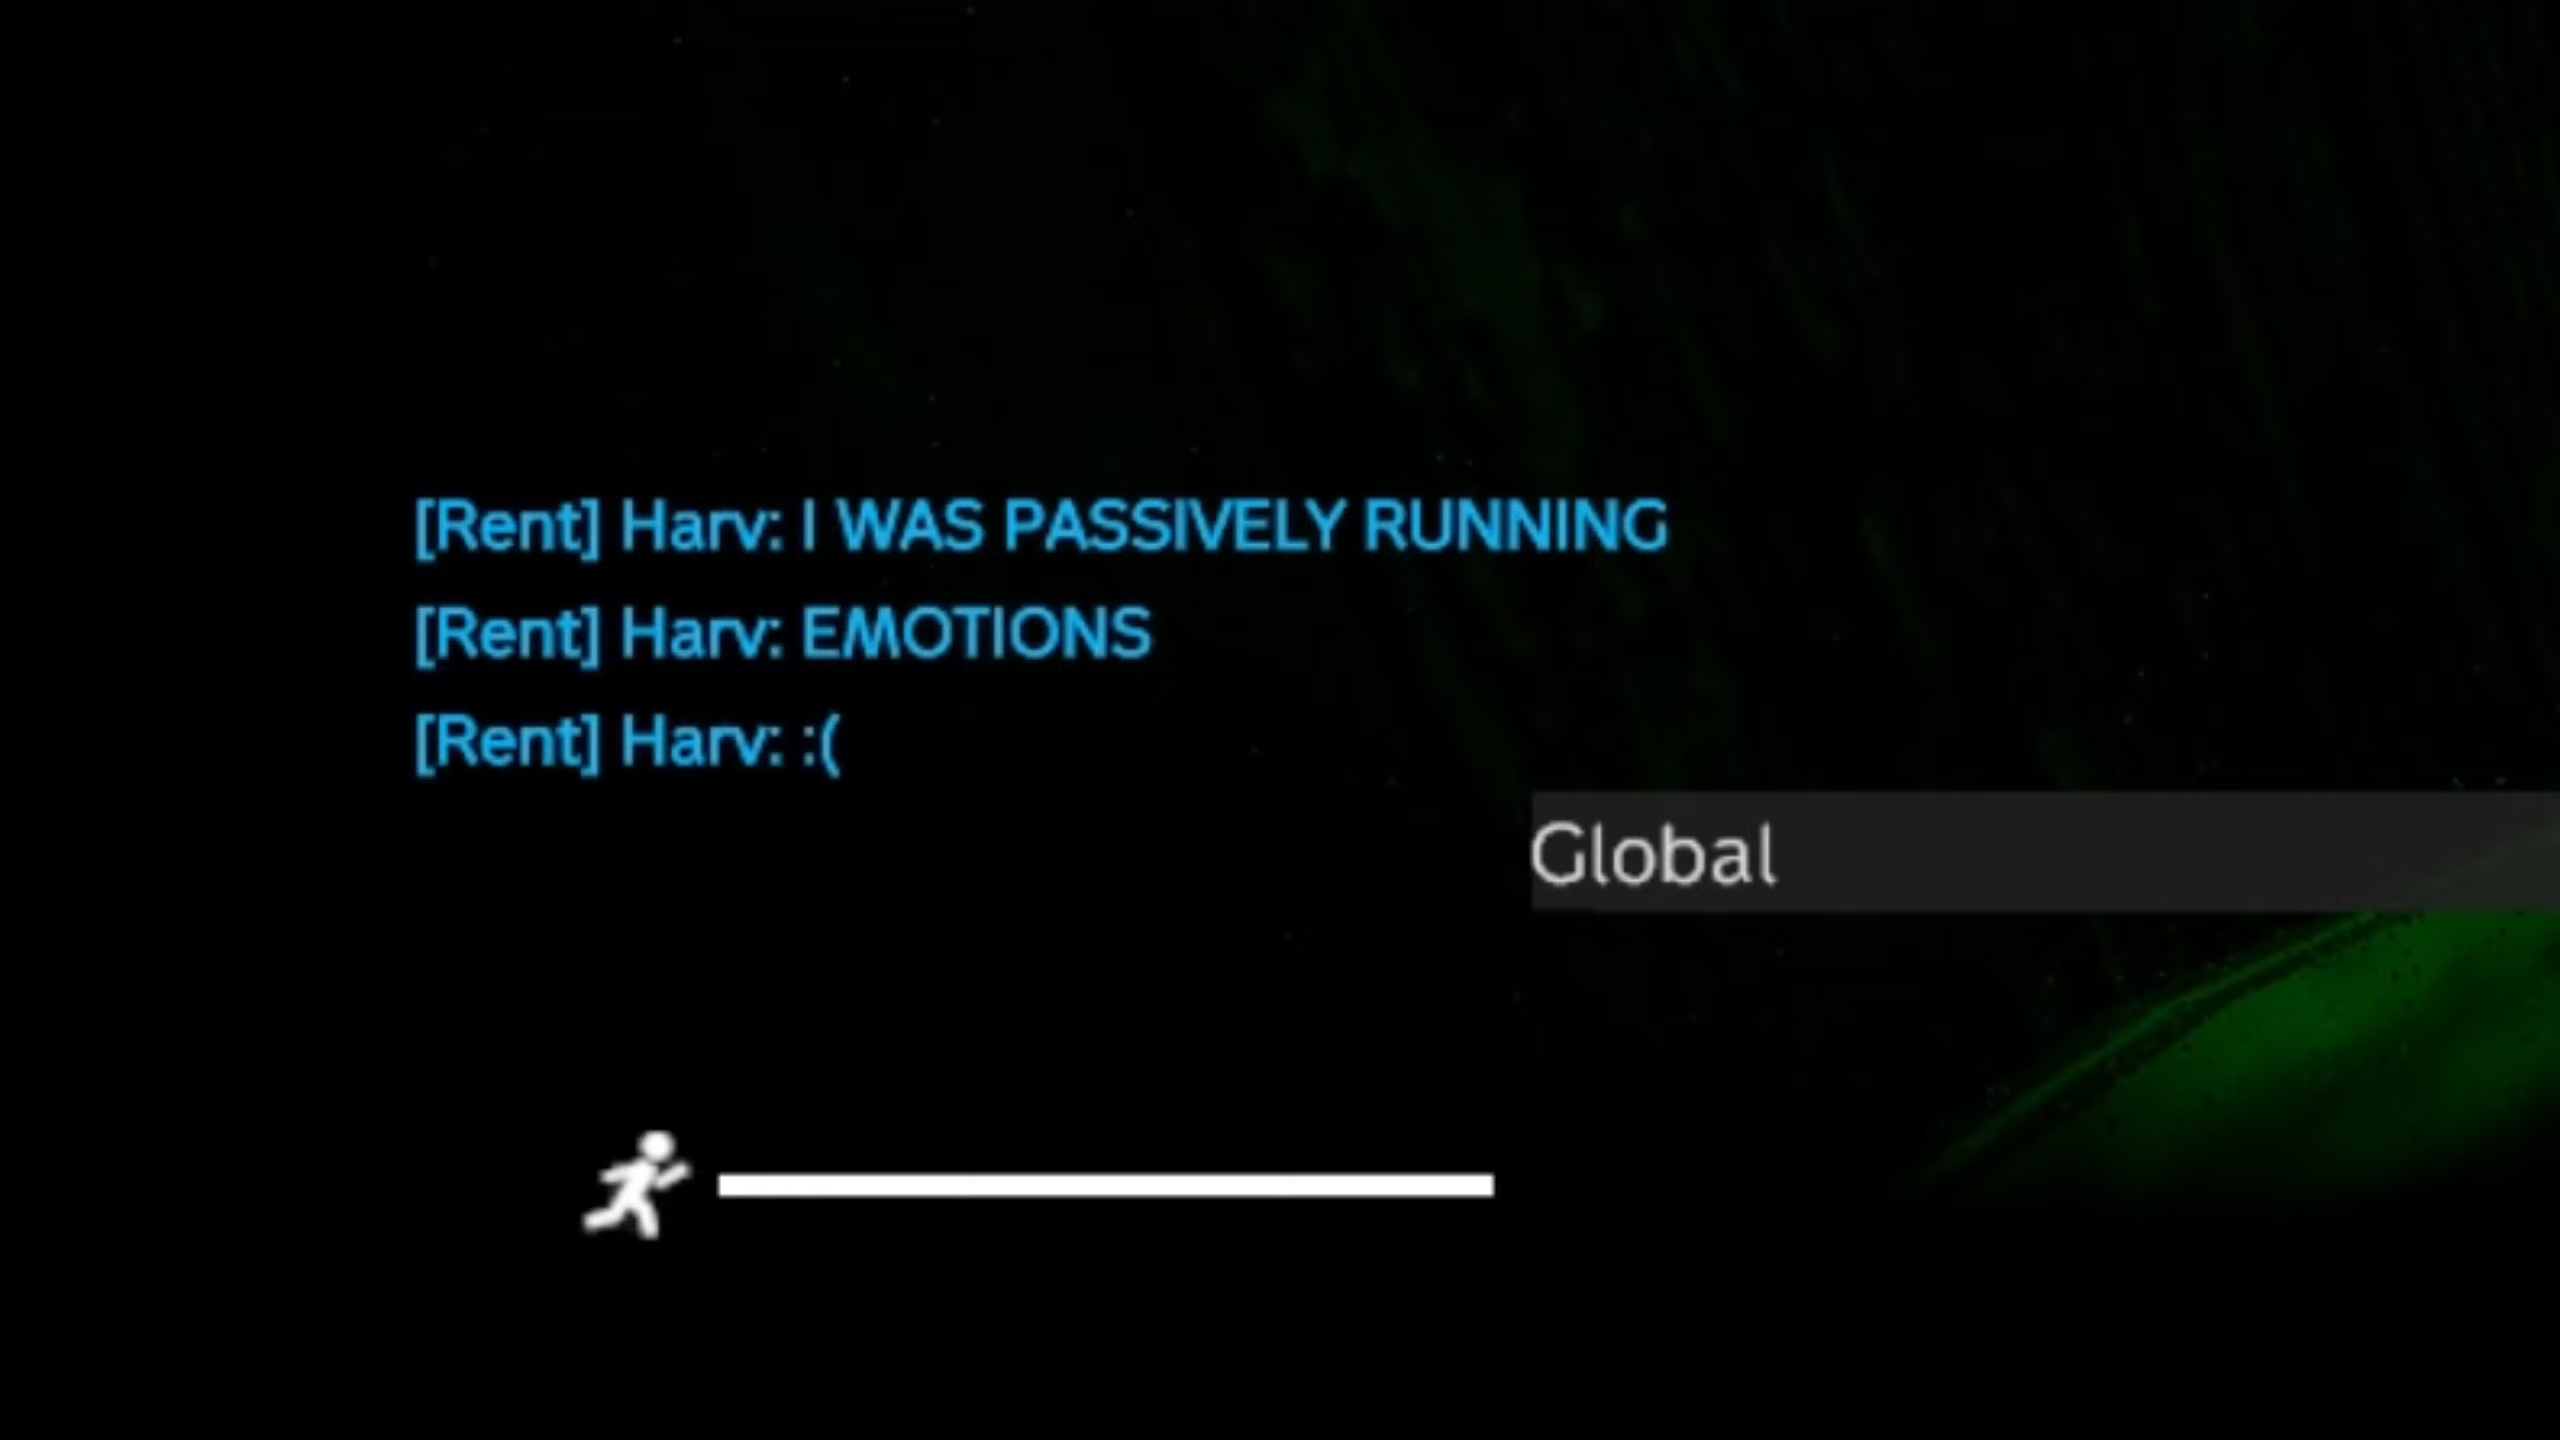 [Rent] Harv: I WAS PASSIVELY RUNNING
[Rent] Harv: EMOTIONS
[Rent] Harv: :(
Global